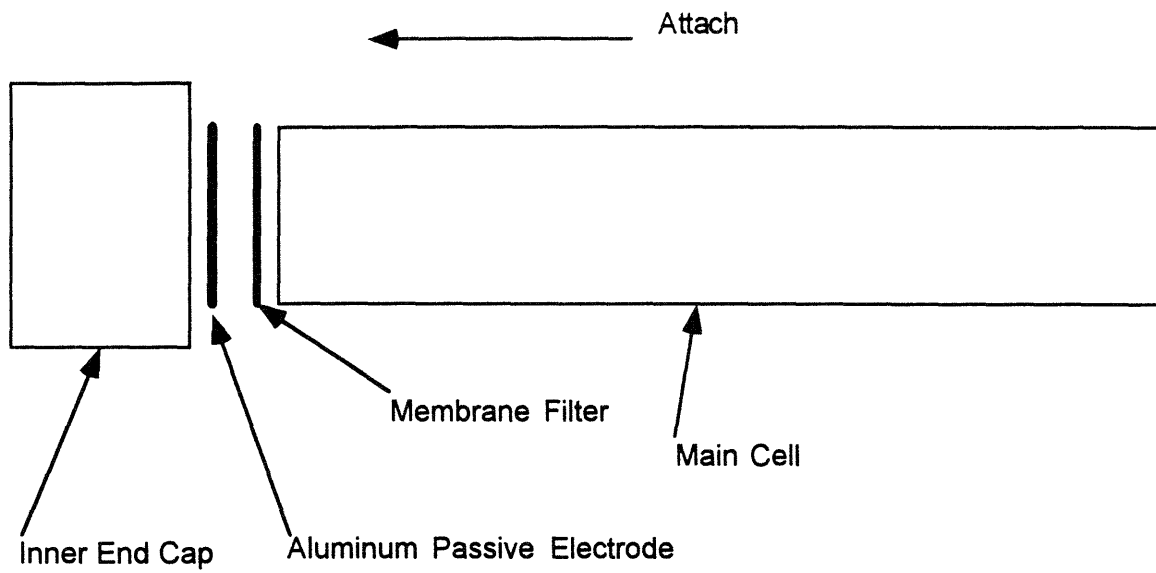 Attach
Membrane Filter
Main Cell
Inner End Cap
Aluminum Passive Electrode